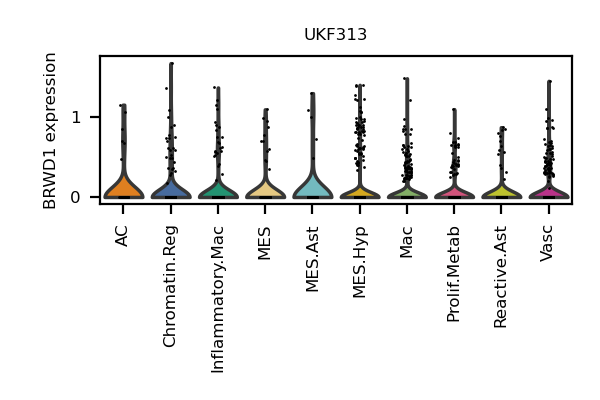 UKF313
BRWD1 expression
1
0
AC
Chromatin.Reg
Inflammatory.Mac
MES
MES.Ast
MES.Hyp
Mac
Prolif.Metab
Reactive.Ast
Vasc